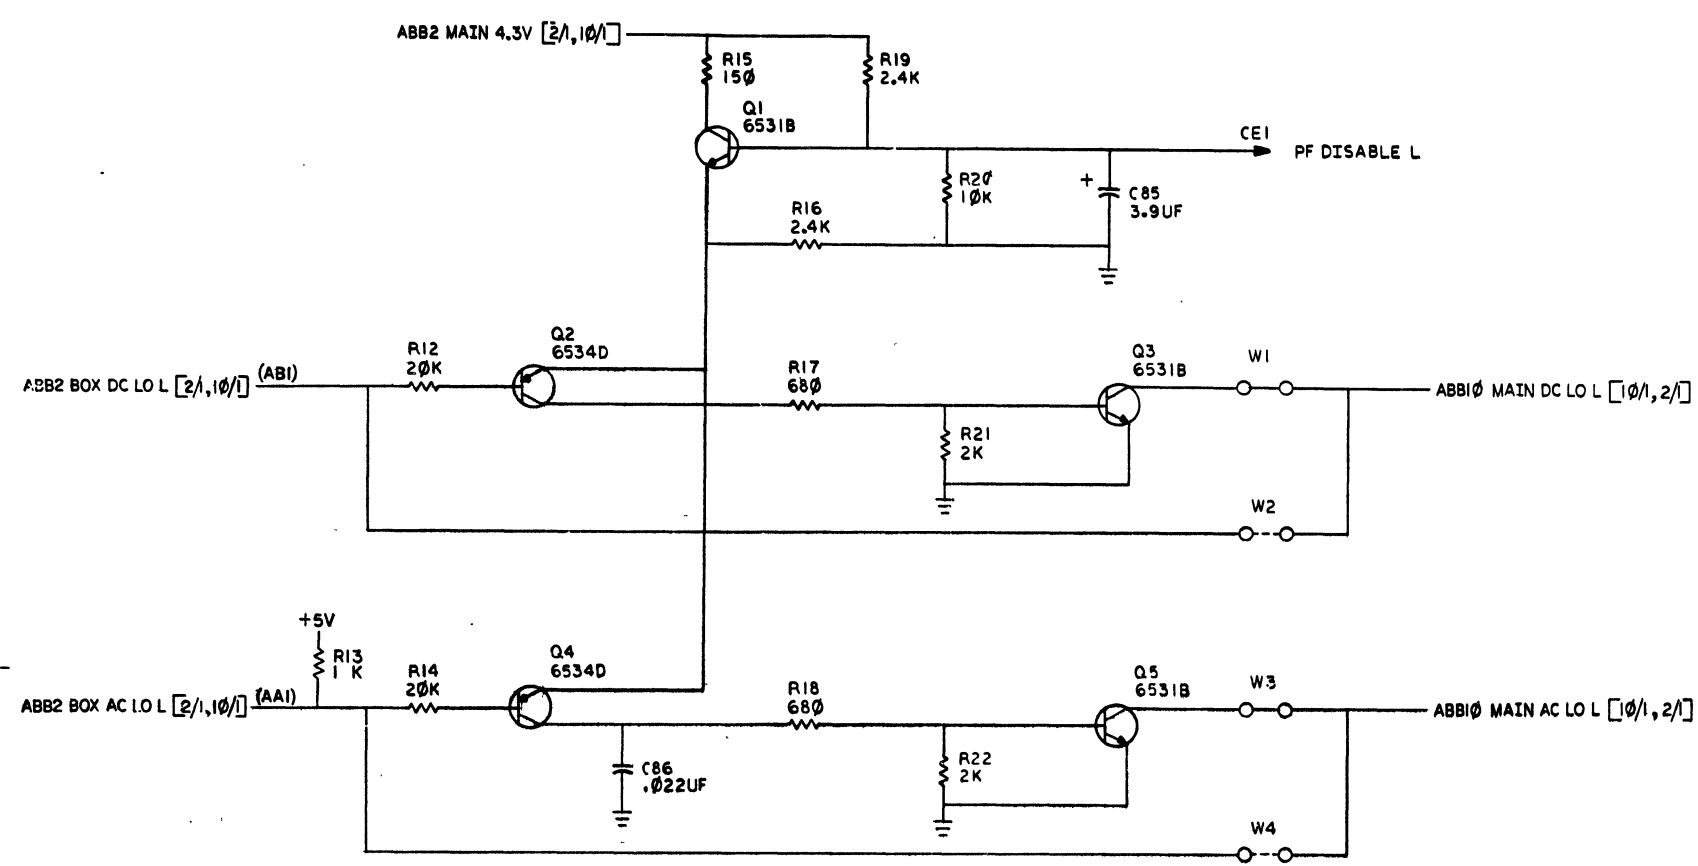 ABB2 MAIN 4.3V [2/1,1Ø/1]
R15
15Ø
R19
2.4K
Q1
6531B
CE1
PF DISABLE L
R2Ø
1ØK
+
C85
3.9UF
R16
2.4K
ABB2 BOX DC LO L [2/1,1Ø/1]
(AB1)
R12
2ØK
Q2
6534D
R17
68Ø
Q3
6531B
W1
ABB1Ø MAIN DC LO L [1Ø/1,2/1]
R21
2K
W2
+5V
R13
1 K
ABB2 BOX AC LO L [2/1,1Ø/1]
(AA1)
R14
2ØK
Q4
6534D
R18
68Ø
Q5
6531B
W3
ABB1Ø MAIN AC LO L [1Ø/1,2/1]
C86
.Ø22UF
R22
2K
W4